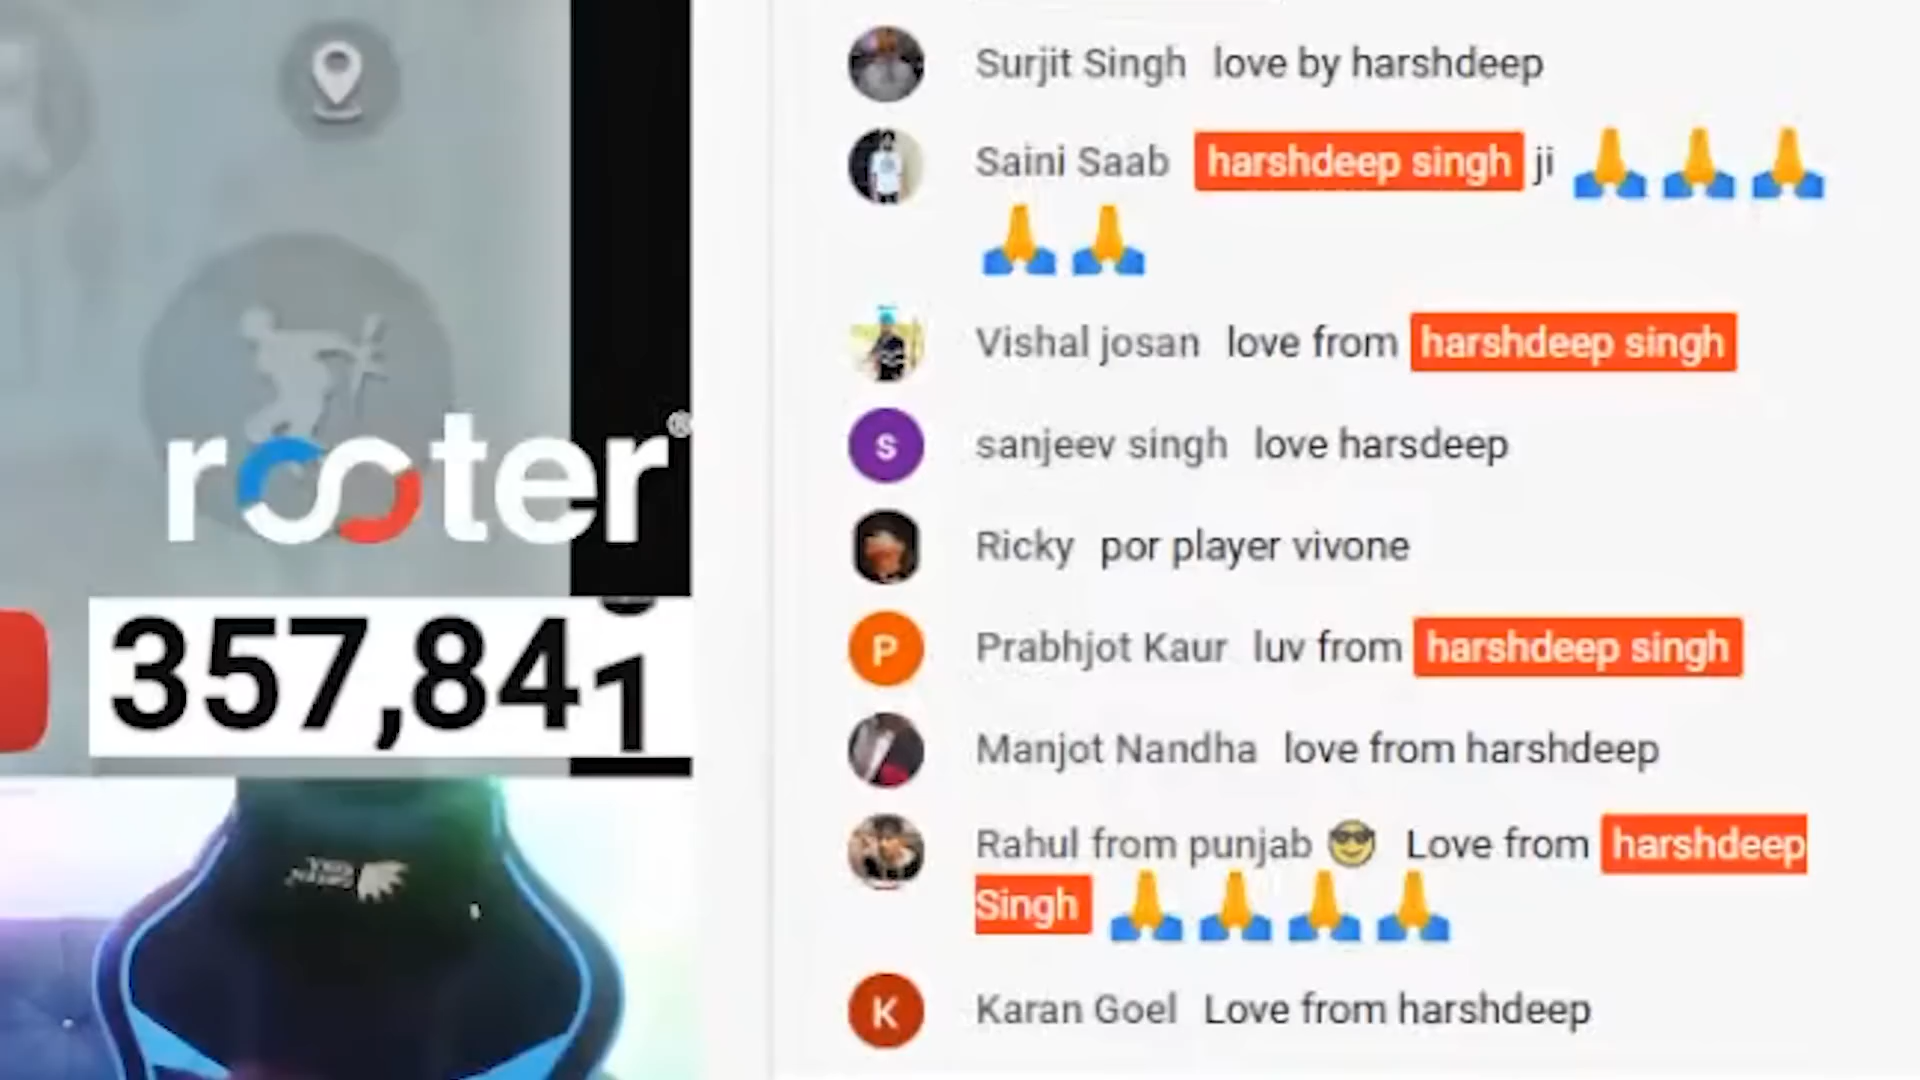 rooter®
357,841
Surjit Singh love by harshdeep
Saini Saab harshdeep singh ji 🙏🙏🙏
🙏🙏
Vishal josan love from harshdeep singh
S sanjeev singh love harsdeep
Ricky por player vivone
P Prabhjot Kaur luv from harshdeep singh
Manjot Nandha love from harshdeep
Rahul from punjab 😎 Love from harshdeep
Singh 🙏🙏🙏🙏
K Karan Goel Love from harshdeep